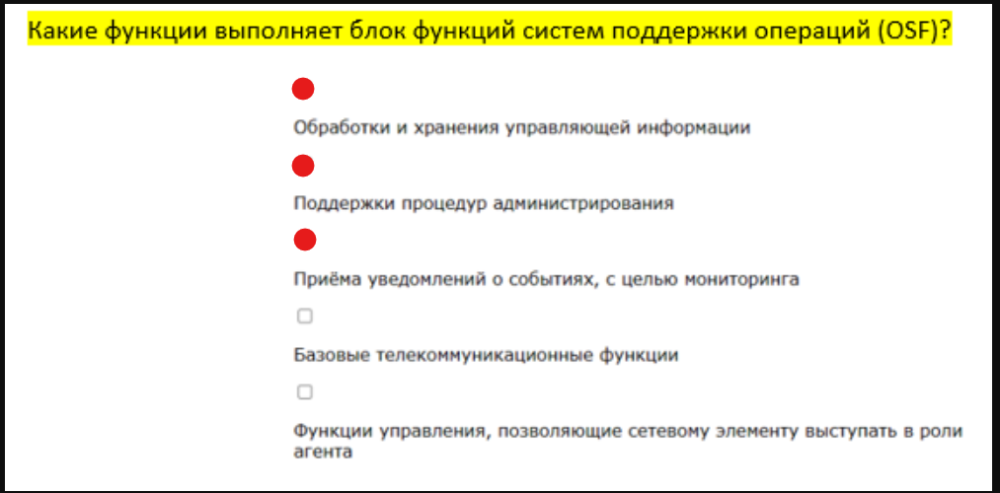 Какие функции выполняет блок функций систем поддержки операций (OSF)?
Обработки и хранения управляющей информации
Поддержки процедур администрирования
Приёма уведомлений о событиях, с целью мониторинга
Базовые телекоммуникационные функции
Функции управления, позволяющие сетевому элементу выступать в роли
агента